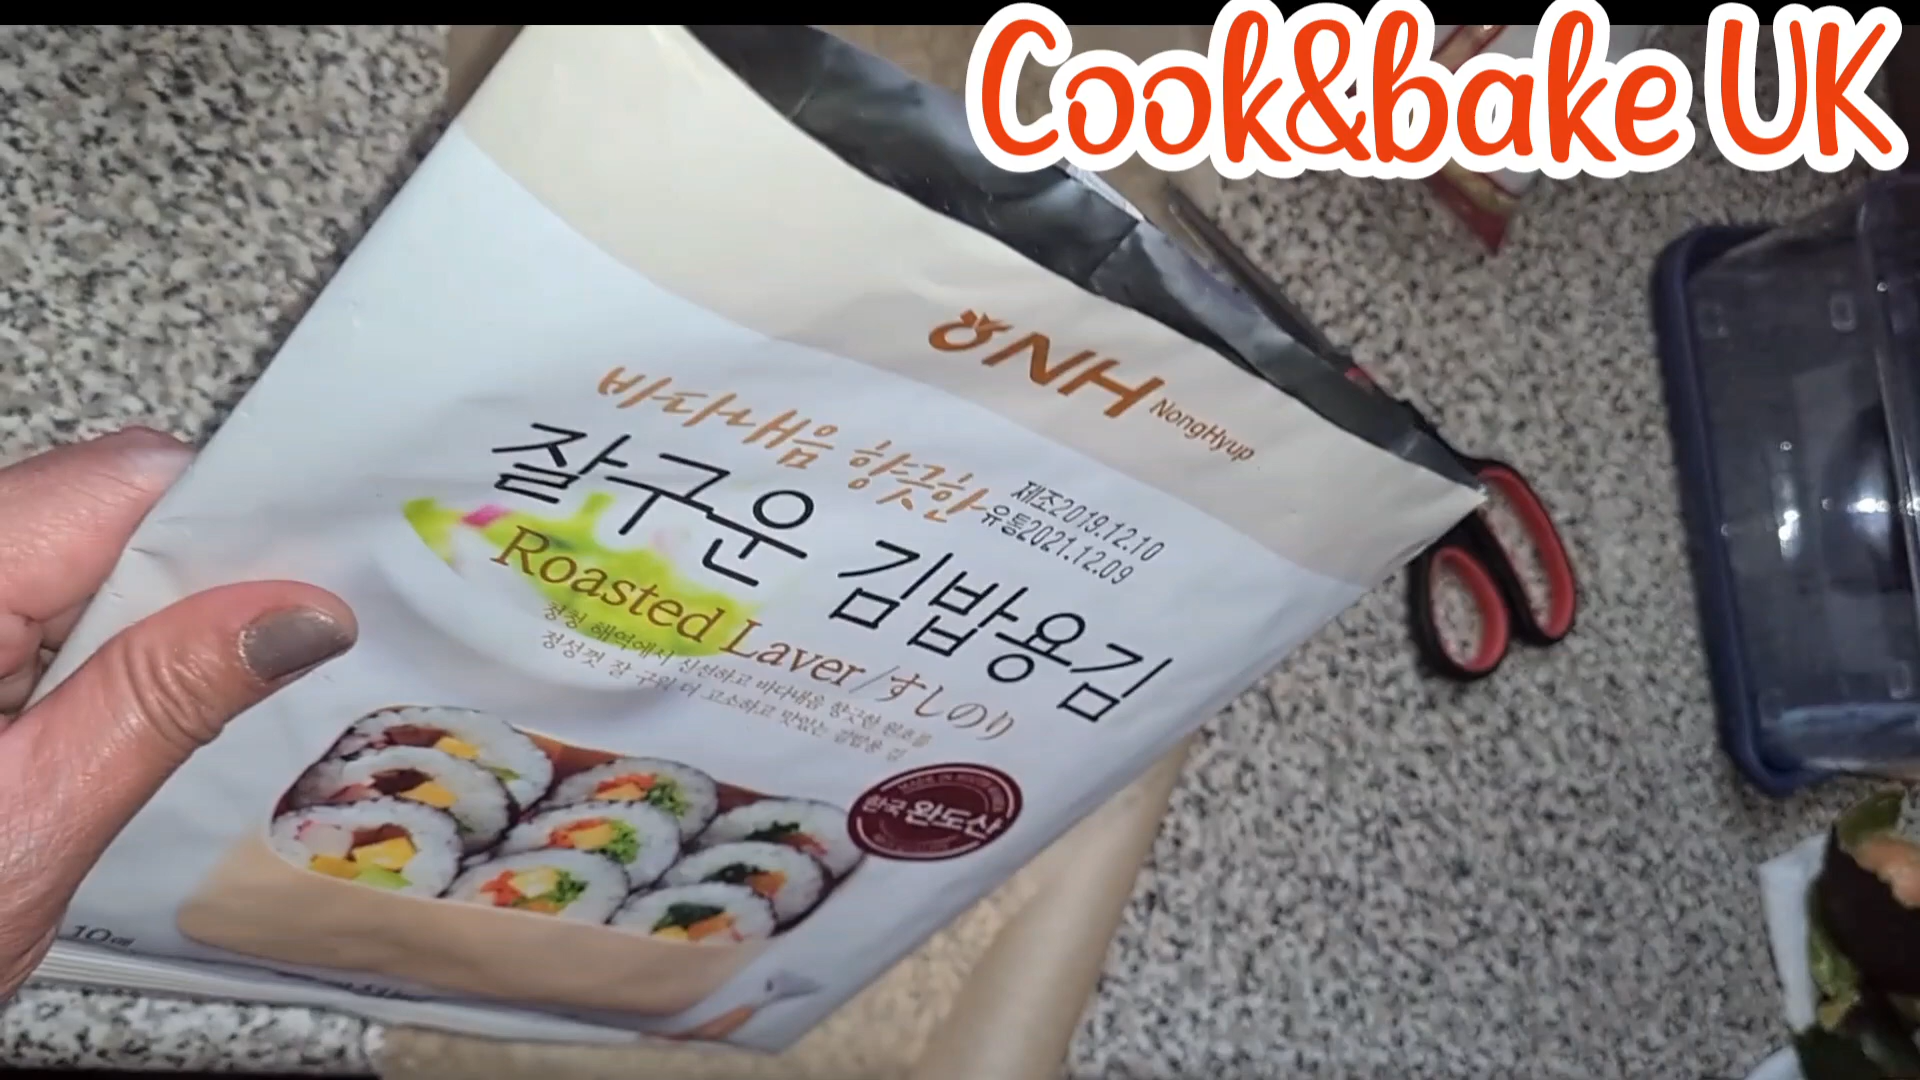 Cook&bake UK
NH NongHyup
바다내음 향긋한
제조2019.12.10
유통2021.12.09
잘구운 김밥용김
Roasted Laver/すしのり
청정 해역에서 신선하고 바다내음 향긋한 원초를
정성껏 잘 구워 더 고소하고 맛있는 김밥용 김
한국 완도산
10매